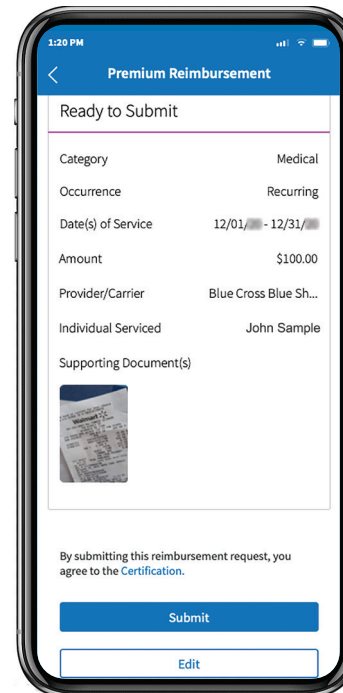 1:20 PM
Premium Reimbursement
Ready to Submit
Category Medical
Occurrence Recurring
Date(s) of Service 12/01/ - 12/31/
Amount $100.00
Provider/Carrier Blue Cross Blue Sh...
Individual Serviced John Sample
Supporting Document(s)
Walmart
By submitting this reimbursement request, you
agree to the Certification.
Submit
Edit